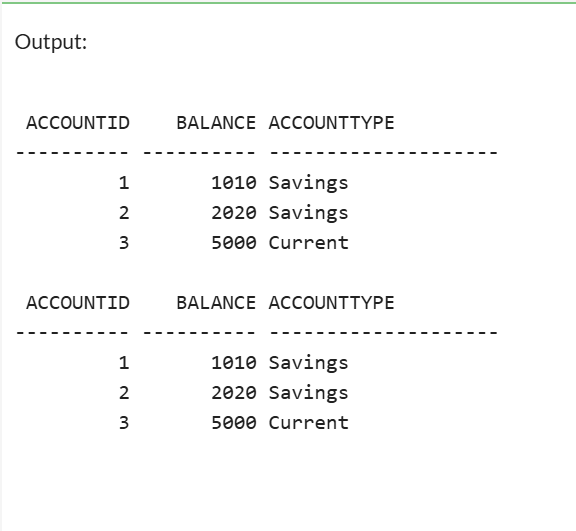 Output:
ACCOUNTID BALANCE ACCOUNTTYPE
---------- ---------- --------------------
1 1010 Savings
2 2020 Savings
3 5000 Current
ACCOUNTID BALANCE ACCOUNTTYPE
---------- ---------- --------------------
1 1010 Savings
2 2020 Savings
3 5000 Current